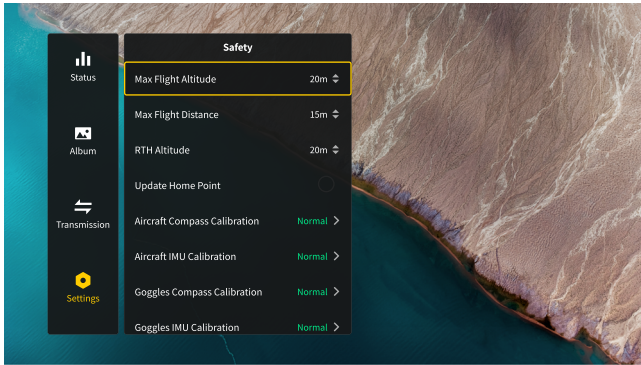 Safety
Status
Max Flight Altitude 20m
Max Flight Distance 15m
Album
RTH Altitude 20m
Update Home Point
Transmission
Aircraft Compass Calibration Normal
Aircraft IMU Calibration Normal
Settings
Goggles Compass Calibration Normal
Goggles IMU Calibration Normal